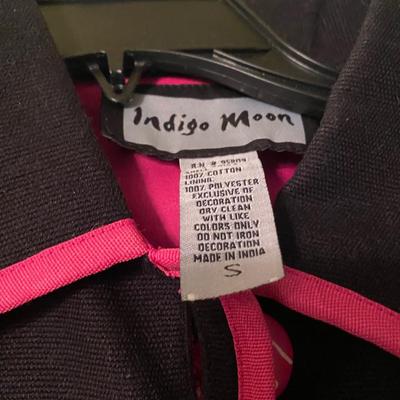 Indigo Moon
R.N. #
100% COTTON
LINING:
100% POLYESTER
EXCLUSIVE OF
DECORATION
DRY CLEAN
WITH LIKE
COLORS ONLY
DO NOT IRON
DECORATION
MADE IN INDIA
S